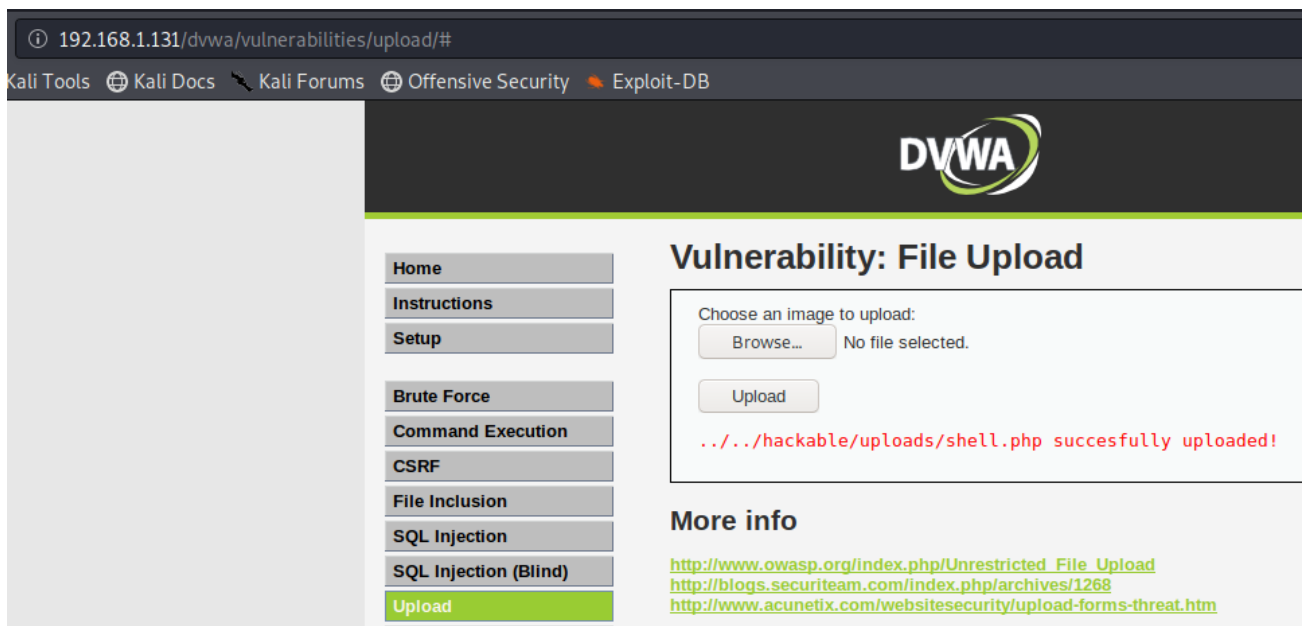 192.168.1.131/dvwa/vulnerabilities/upload/#
Kali Tools Kali Docs Kali Forums Offensive Security Exploit-DB
DVWA
Home
Instructions
Setup
Brute Force
Command Execution
CSRF
File Inclusion
SQL Injection
SQL Injection (Blind)
Upload
Vulnerability: File Upload
Choose an image to upload:
Browse... No file selected.
Upload
../../hackable/uploads/shell.php succesfully uploaded!
More info
http://www.owasp.org/index.php/Unrestricted_File_Upload
http://blogs.securiteam.com/index.php/archives/1268
http://www.acunetix.com/websitesecurity/upload-forms-threat.htm